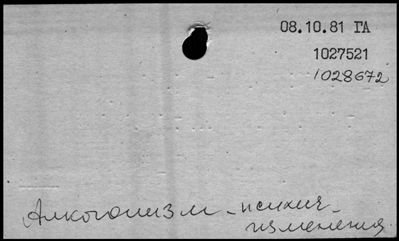 08.10.81 ГА
1027521
1028672
Алкоголизм - психич.
изменения.